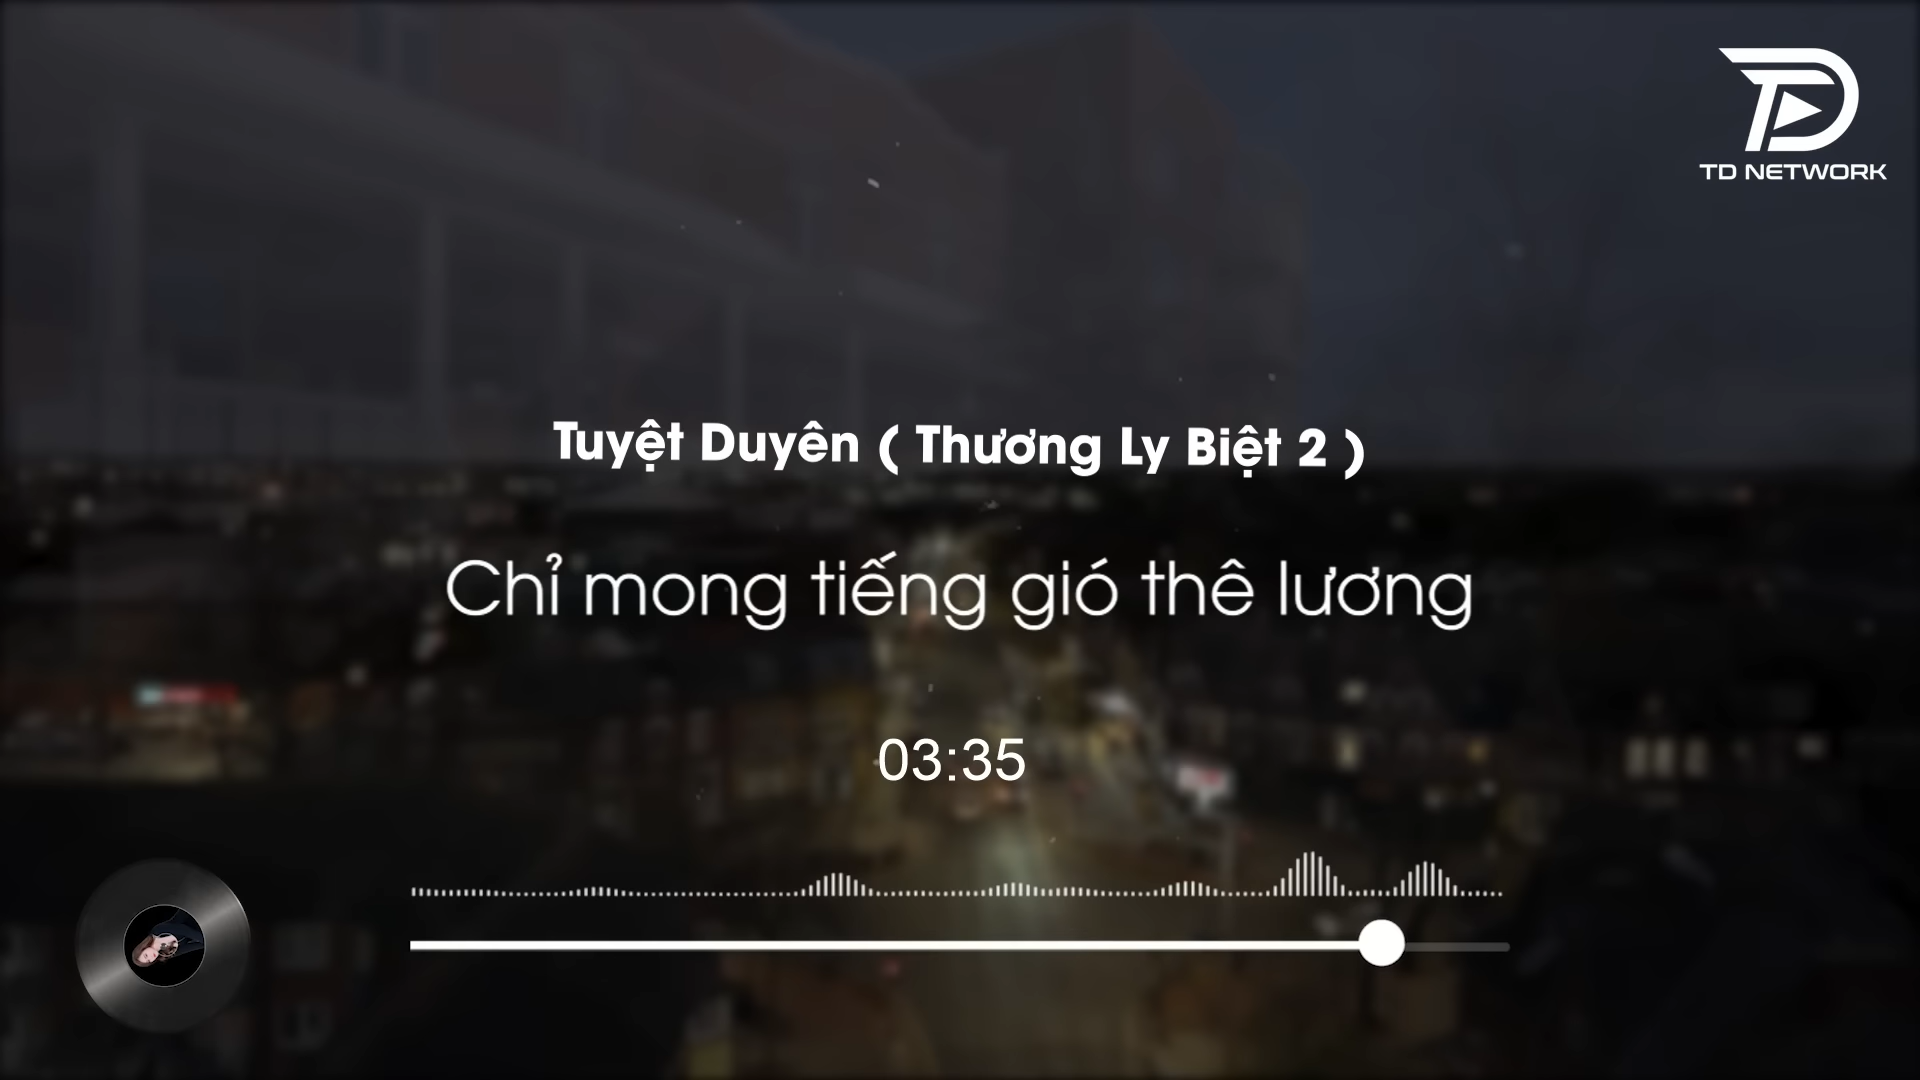 TD NETWORK
Tuyệt Duyên ( Thương Ly Biệt 2 )
Chỉ mong tiếng gió thê lương
03:35